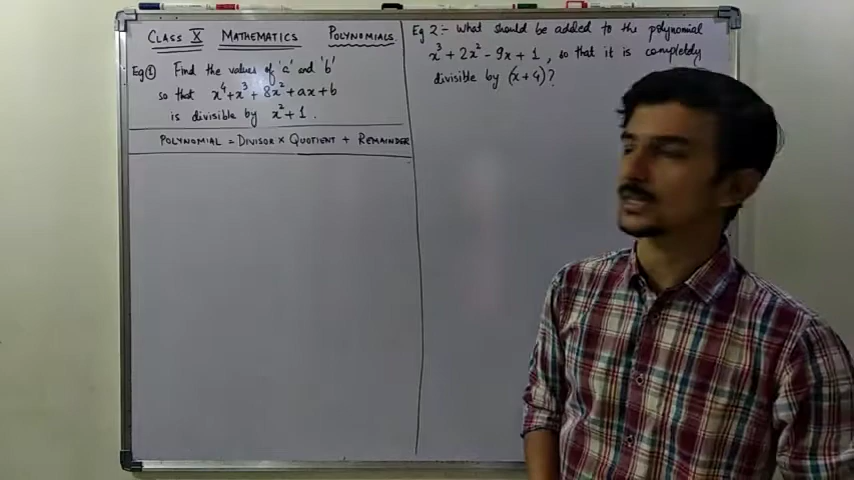 CLASS X MATHEMATICS POLYNOMIALS
Eg ① Find the values of 'a' and 'b'
so that x⁴+x³+8x²+ax+b
is divisible by x²+1.
POLYNOMIAL = DIVISOR × QUOTIENT + REMAINDER
Eg 2:- What should be added to the polynomial
x³+2x²-9x+1, so that it is completely
divisible by (x+4)?